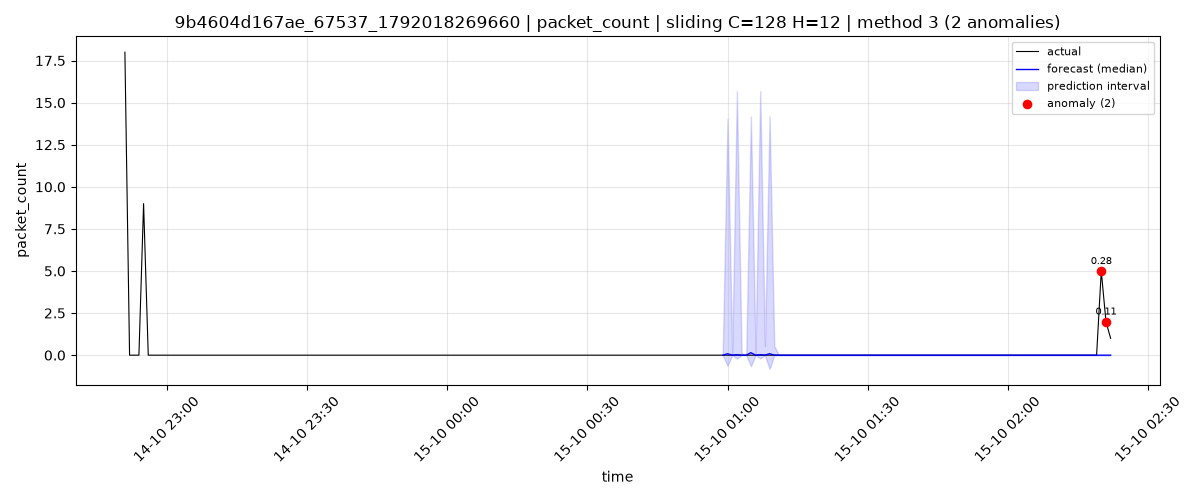 9b4604d167ae_67537_1792018269660 | packet_count | sliding C=128 H=12 | method 3 (2 anomalies)
actual
forecast (median)
prediction interval
anomaly (2)
17.5
15.0
12.5
10.0
7.5
5.0
2.5
0.0
packet_count
0.28
0.11
14-10 23:00
14-10 23:30
15-10 00:00
15-10 00:30
15-10 01:00
15-10 01:30
15-10 02:00
15-10 02:30
time